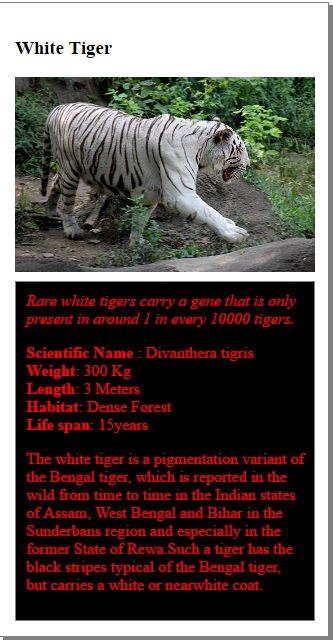 White Tiger
Rare white tigers carry a gene that is only
present in around 1 in every 10000 tigers.
Scientific Name : Divanthera tigris
Weight: 300 Kg
Length: 3 Meters
Habitat: Dense Forest
Life span: 15years
The white tiger is a pigmentation variant of
the Bengal tiger, which is reported in the
wild from time to time in the Indian states
of Assam, West Bengal and Bihar in the
Sunderbans region and especially in the
former State of Rewa.Such a tiger has the
black stripes typical of the Bengal tiger,
but carries a white or nearwhite coat.